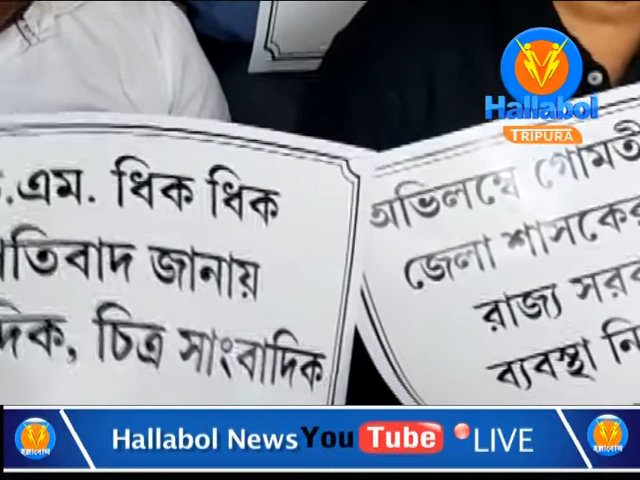 Hallabol
TRIPURA
.এম. ধিক ধিক
তিবাদ জানায়
দিক, চিত্র সাংবাদিক
অভিলম্বে গোমতী
জেলা শাসকের
রাজ্য সরকা
ব্যবস্থা নি
Hallabol News YouTube LIVE
হাল্লাবোল
হাল্লাবোল